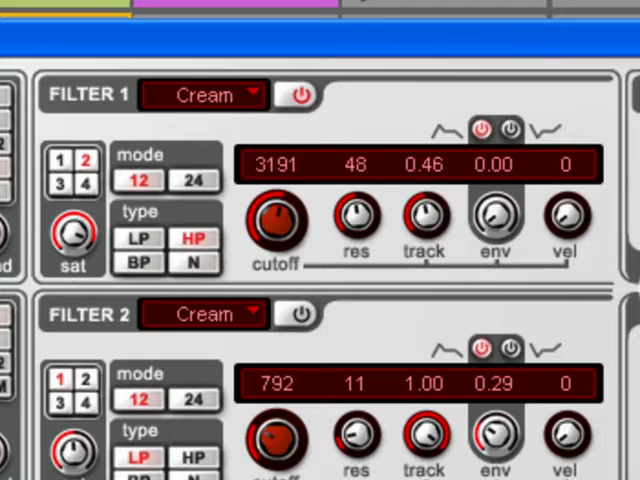 FILTER 1 Cream
1 2
3 4
mode
12 24
3191 48 0.46 0.00 0
type
LP HP
BP N
sat
cutoff res track env vel
FILTER 2 Cream
1 2
3 4
mode
12 24
792 11 1.00 0.29 0
type
LP HP
res track env vel